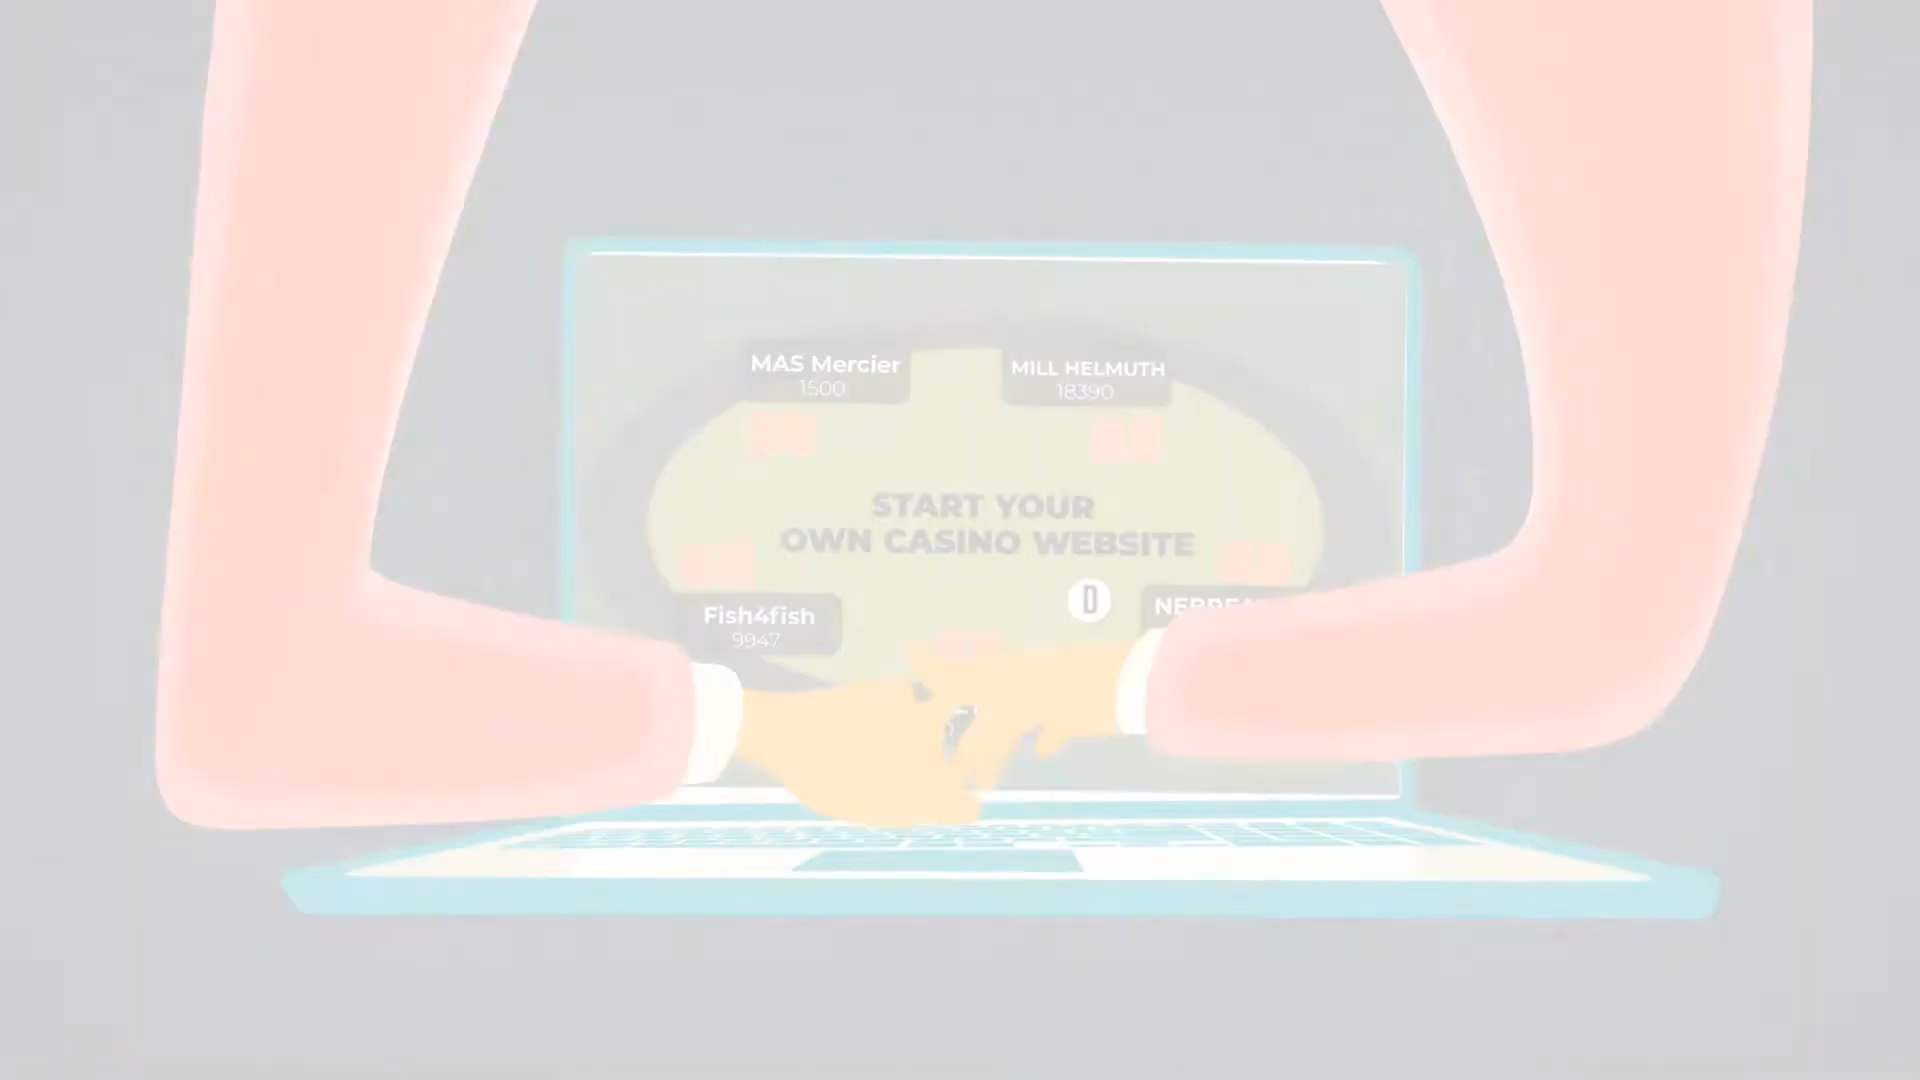 MAS Mercier
1500
MILL HELMUTH
18390
START YOUR
OWN CASINO WEBSITE
D
Fish4fish
9947